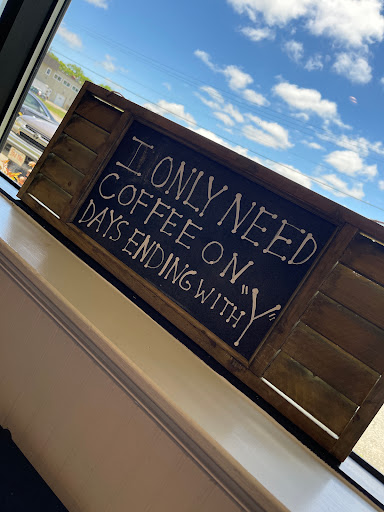 I ONLY NEED
COFFEE ON
DAYS ENDING WITH "Y"